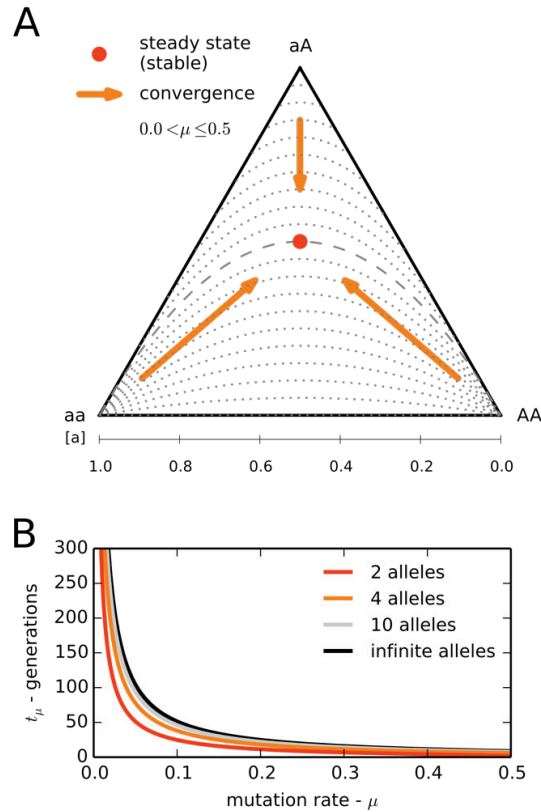 A
steady state
(stable)
convergence
0.0 < μ ≤ 0.5
aA
aa
AA
[a]
1.0 0.8 0.6 0.4 0.2 0.0
B
300
250
200
150
100
50
0
t_μ - generations
2 alleles
4 alleles
10 alleles
infinite alleles
0.0 0.1 0.2 0.3 0.4 0.5
mutation rate - μ